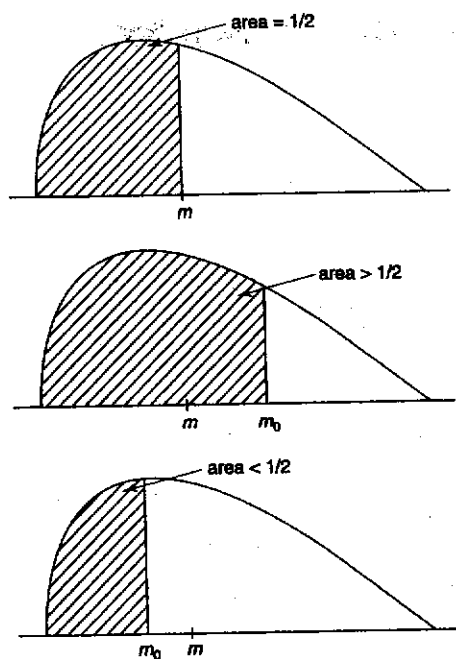 area = 1/2
m
area > 1/2
m m₀
area < 1/2
m₀ m